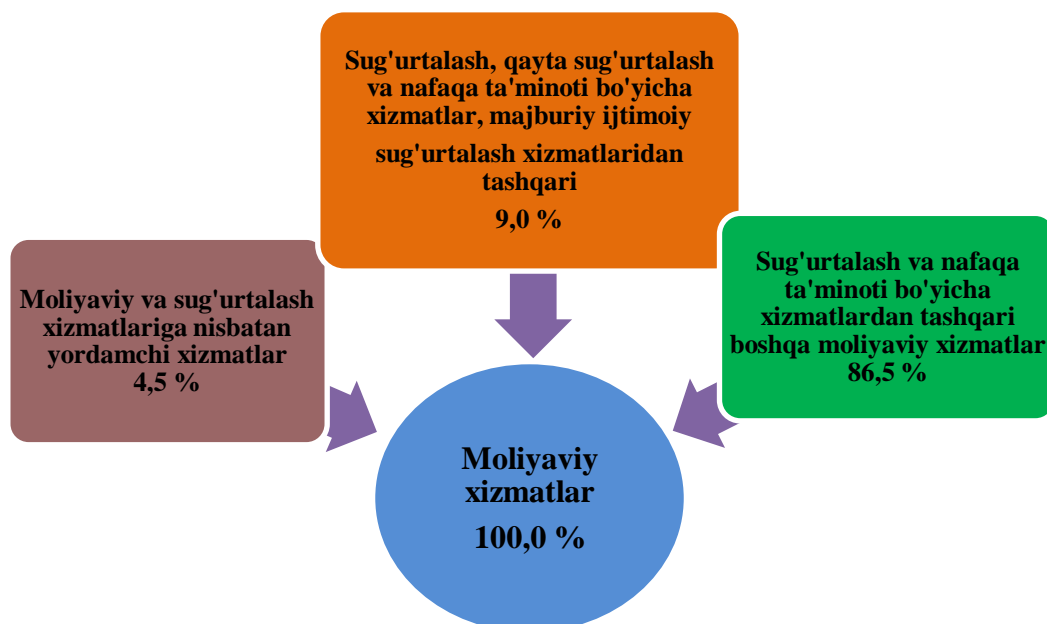 Sug'urtalash, qayta sug'urtalash
va nafaqa ta'minoti bo'yicha
xizmatlar, majburiy ijtimoiy
sug'urtalash xizmatlaridan
tashqari
9,0 %
Moliyaviy va sug'urtalash
xizmatlariga nisbatan
yordamchi xizmatlar
4,5 %
Sug'urtalash va nafaqa
ta'minoti bo'yicha
xizmatlardan tashqari
boshqa moliyaviy xizmatlar
86,5 %
Moliyaviy
xizmatlar
100,0 %